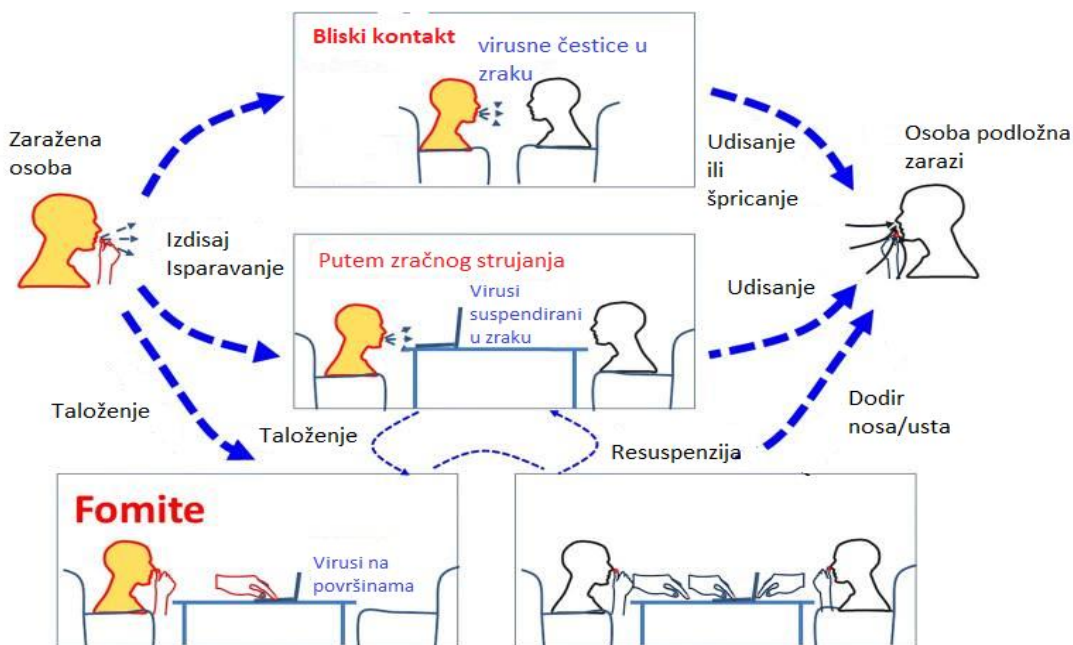 Bliski kontakt
virusne čestice u
zraku
Zaražena
osoba
Udisanje
ili
špricanje
Osoba podložna
zarazi
Izdisaj
Isparavanje
Putem zračnog strujanja
Virusi
suspendirani
u zraku
Udisanje
Taloženje
Taloženje
Resuspenzija
Dodir
nosa/usta
Fomite
Virusi na
površinama